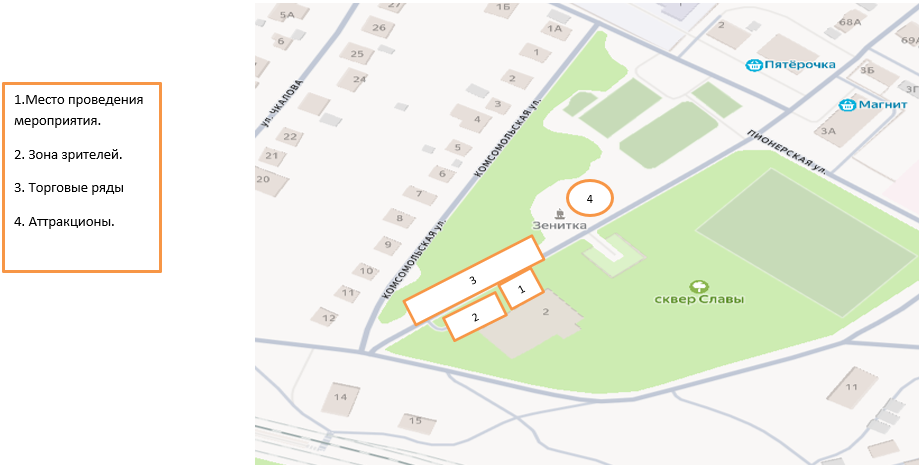 1.Место проведения
мероприятия.
2. Зона зрителей.
3. Торговые ряды
4. Аттракционы.
5А
6
26
25
24
ул. ЧКАЛОВА
22
21
20
1А
1
2
3
4
5
6
7
8
9
10
11
12
КОМСОМОЛЬСКАЯ ул.
КОМСОМОЛЬСКАЯ ул.
1
2
68А
69А
Пятёрочка
3Б
3Г
Магнит
3А
ПИОНЕРСКАЯ ул.
4
Зенитка
3
1
2
2
сквер Славы
14
15
11
8